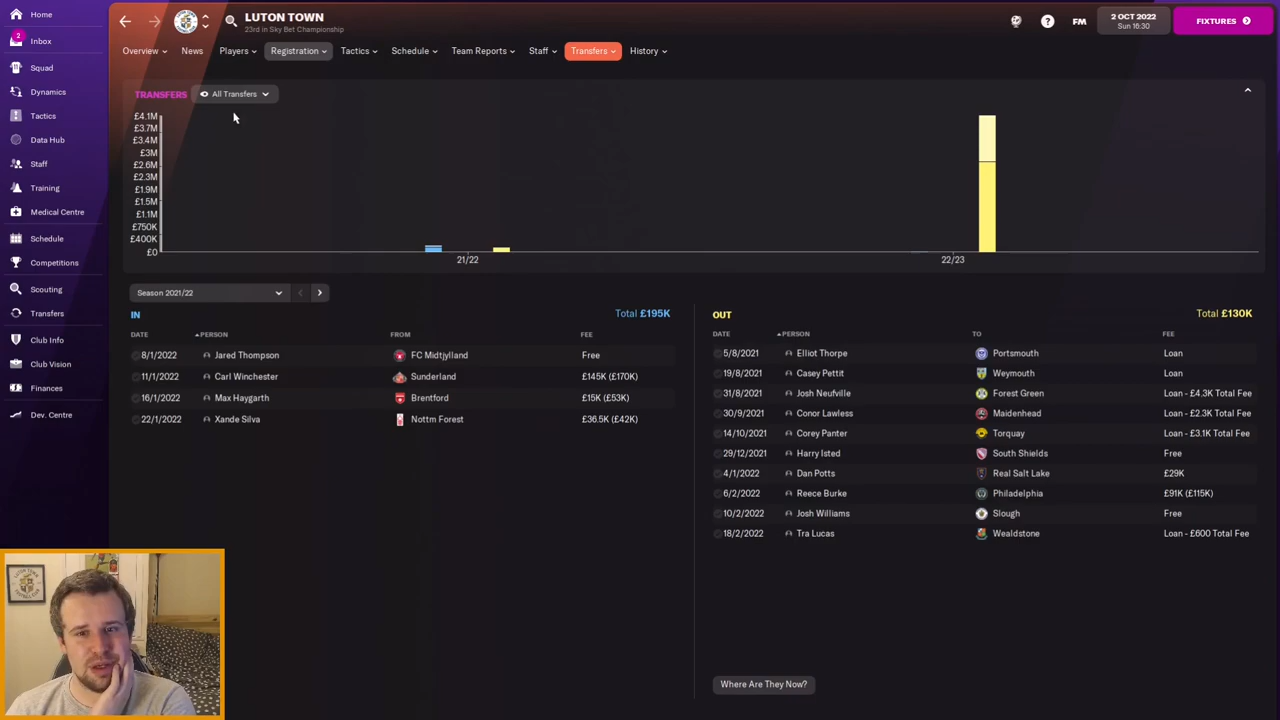 Home
2
Inbox
Squad
Dynamics
Tactics
Data Hub
Staff
Training
Medical Centre
Schedule
Competitions
Scouting
Transfers
Club Info
Club Vision
Finances
Dev. Centre
LUTON TOWN
23rd in Sky Bet Championship
FM
2 OCT 2022
Sun 16:30
FIXTURES
Overview News Players Registration Tactics Schedule Team Reports Staff Transfers History
TRANSFERS All Transfers
£4.1M
£3.7M
£3.4M
£3M
£2.6M
£2.3M
£1.9M
£1.5M
£1.1M
£750K
£400K
£0
21/22 22/23
Season 2021/22
IN Total £195K
DATE PERSON FROM FEE
8/1/2022 Jared Thompson FC Midtjylland Free
11/1/2022 Carl Winchester Sunderland £145K (£170K)
16/1/2022 Max Haygarth Brentford £15K (£53K)
22/1/2022 Xande Silva Nottm Forest £36.5K (£42K)
OUT Total £130K
DATE PERSON TO FEE
5/8/2021 Elliot Thorpe Portsmouth Loan
19/8/2021 Casey Pettit Weymouth Loan
31/8/2021 Josh Neufville Forest Green Loan - £4.3K Total Fee
30/9/2021 Conor Lawless Maidenhead Loan - £2.3K Total Fee
14/10/2021 Corey Panter Torquay Loan - £3.1K Total Fee
29/12/2021 Harry Isted South Shields Free
4/1/2022 Dan Potts Real Salt Lake £29K
6/2/2022 Reece Burke Philadelphia £91K (£115K)
10/2/2022 Josh Williams Slough Free
18/2/2022 Tra Lucas Wealdstone Loan - £600 Total Fee
Where Are They Now?
LUTON TOWN